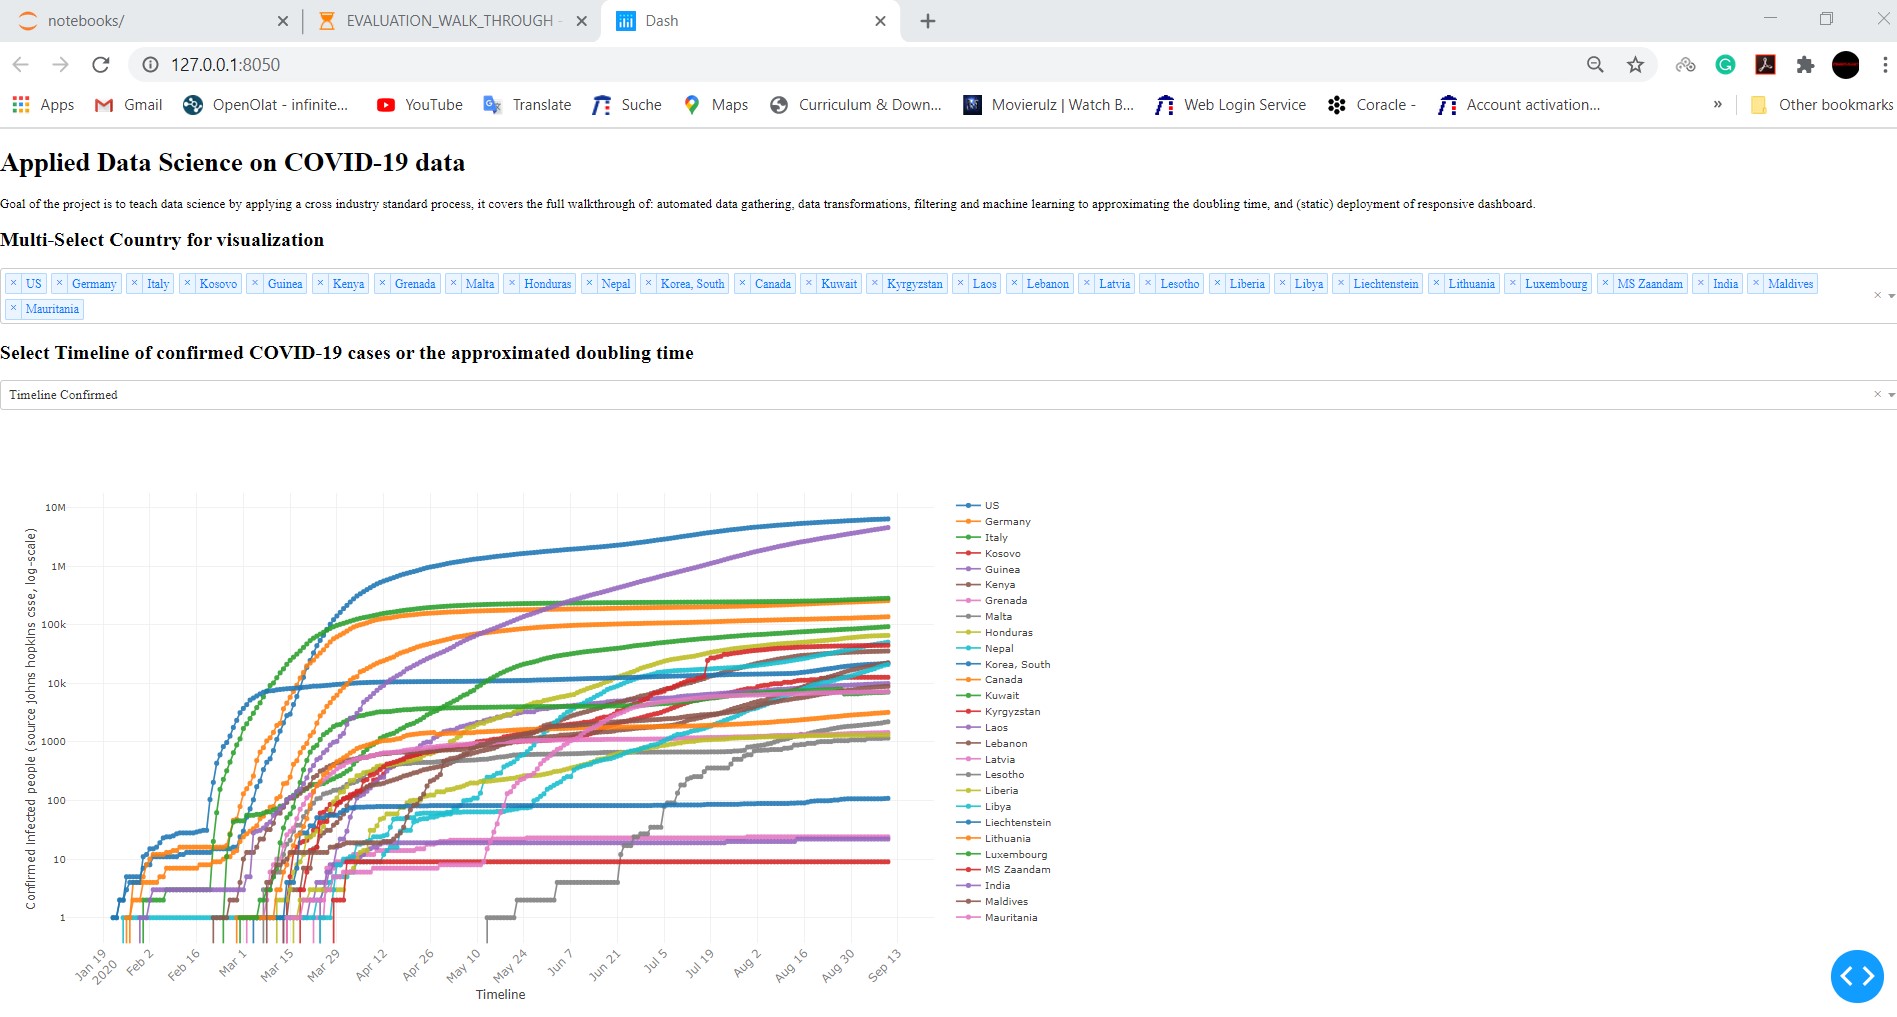 notebooks/
EVALUATION_WALK_THROUGH -
Dash
127.0.0.1:8050
Apps Gmail OpenOlat - infinite... YouTube Translate Suche Maps Curriculum & Down... Movierulz | Watch B... Web Login Service Coracle - Account activation... » Other bookmarks
Applied Data Science on COVID-19 data
Goal of the project is to teach data science by applying a cross industry standard process, it covers the full walkthrough of: automated data gathering, data transformations, filtering and machine learning to approximating the doubling time, and (static) deployment of responsive dashboard.
Multi-Select Country for visualization
× US × Germany × Italy × Kosovo × Guinea × Kenya × Grenada × Malta × Honduras × Nepal × Korea, South × Canada × Kuwait × Kyrgyzstan × Laos × Lebanon × Latvia × Lesotho × Liberia × Libya × Liechtenstein × Lithuania × Luxembourg × MS Zaandam × India × Maldives
× Mauritania
Select Timeline of confirmed COVID-19 cases or the approximated doubling time
Timeline Confirmed
Confirmed infected people (source johns hopkins csse, log-scale)
10M
1M
100k
10k
1000
100
10
1
Jan 19
2020
Feb 2
Feb 16
Mar 1
Mar 15
Mar 29
Apr 12
Apr 26
May 10
May 24
Jun 7
Jun 21
Jul 5
Jul 19
Aug 2
Aug 16
Aug 30
Sep 13
Timeline
US
Germany
Italy
Kosovo
Guinea
Kenya
Grenada
Malta
Honduras
Nepal
Korea, South
Canada
Kuwait
Kyrgyzstan
Laos
Lebanon
Latvia
Lesotho
Liberia
Libya
Liechtenstein
Lithuania
Luxembourg
MS Zaandam
India
Maldives
Mauritania